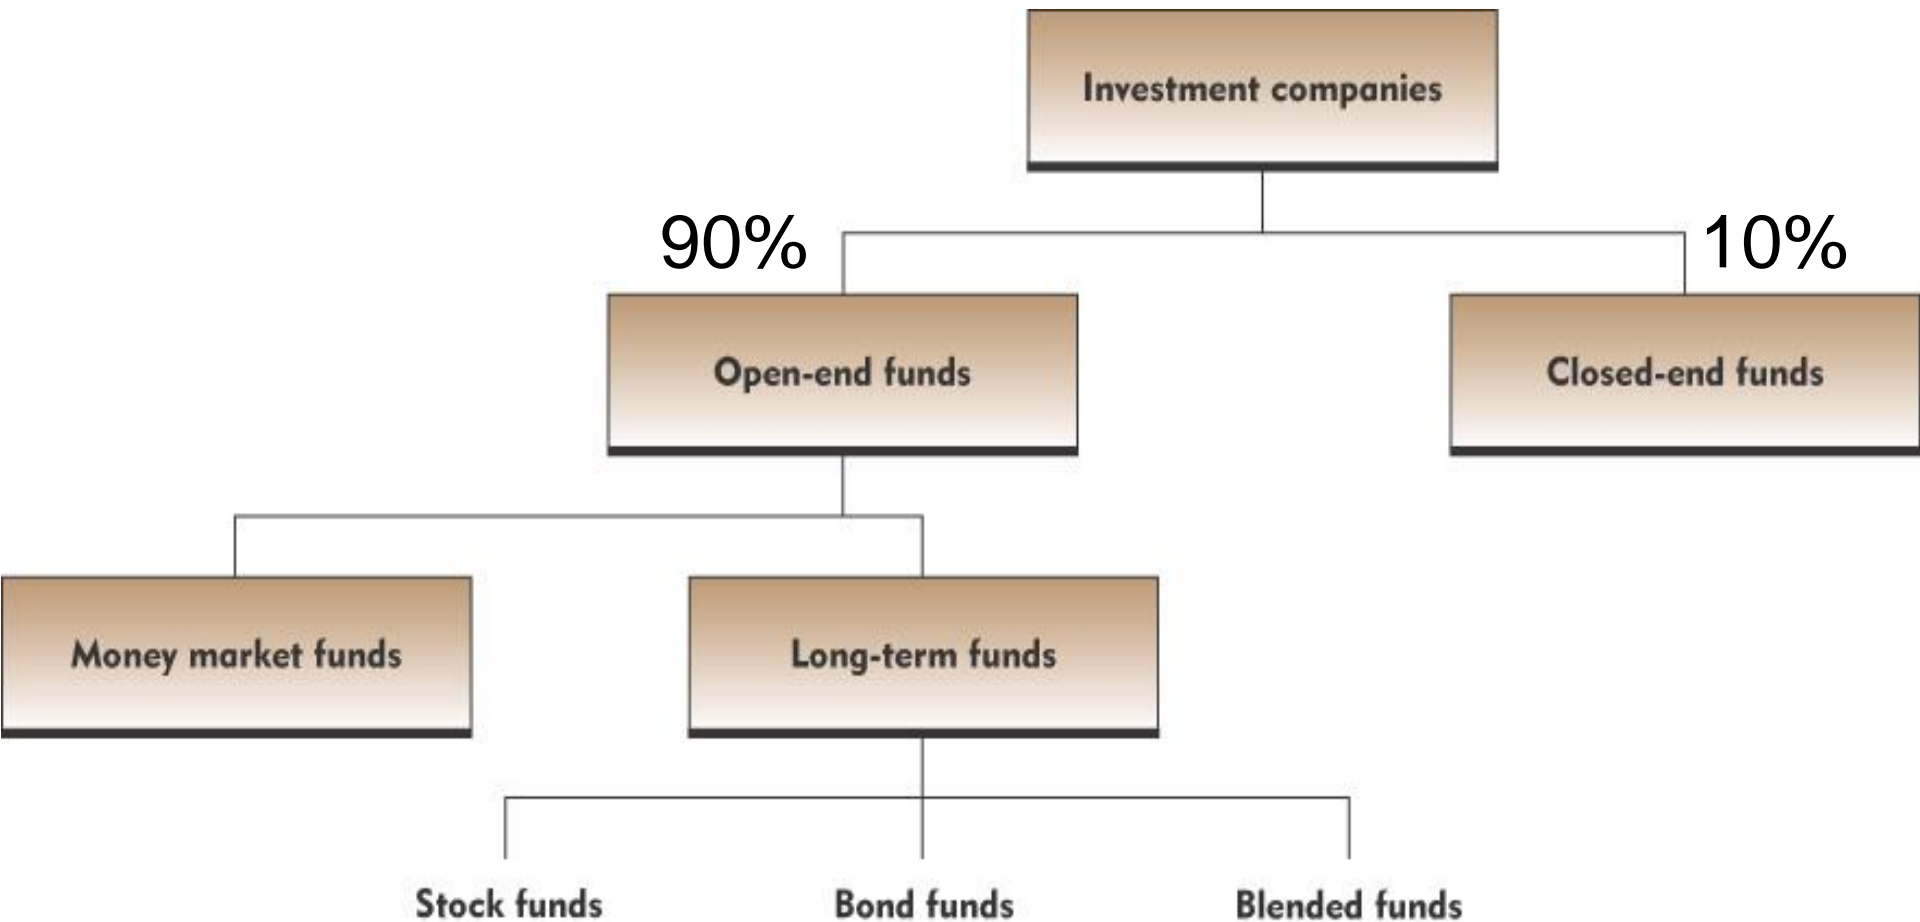 Investment companies
90%
10%
Open-end funds
Closed-end funds
Money market funds
Long-term funds
Stock funds
Bond funds
Blended funds